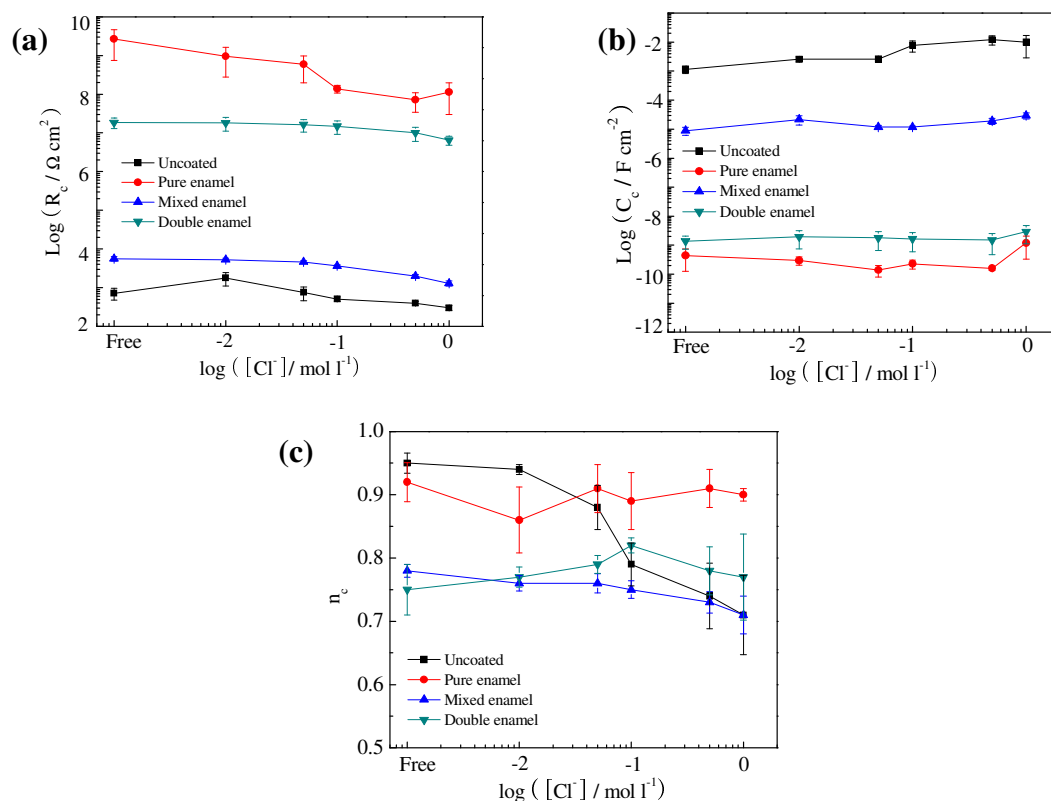 (a)
10
8
6
4
2
Log ( R_c / Ω cm²)
Uncoated
Pure enamel
Mixed enamel
Double enamel
Free
-2
-1
0
log ( [Cl⁻]/ mol l⁻¹)
(b)
-2
-4
-6
-8
-10
-12
Log (C_c / F cm⁻²)
Uncoated
Pure enamel
Mixed enamel
Double enamel
Free
-2
-1
0
log ( [Cl⁻] / mol l⁻¹)
(c)
1.0
0.9
0.8
0.7
0.6
0.5
n_c
Uncoated
Pure enamel
Mixed enamel
Double enamel
Free
-2
-1
0
log ( [Cl⁻] / mol l⁻¹)